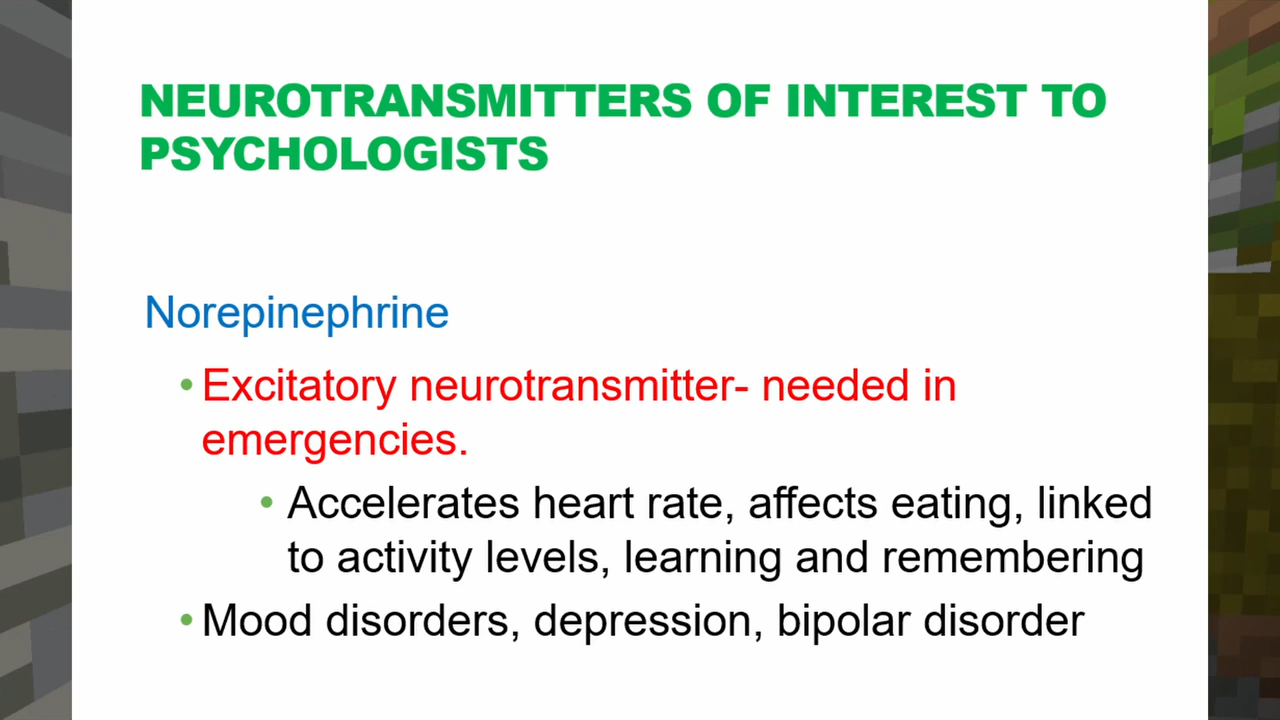 NEUROTRANSMITTERS OF INTEREST TO
PSYCHOLOGISTS
Norepinephrine
• Excitatory neurotransmitter- needed in
emergencies.
• Accelerates heart rate, affects eating, linked
to activity levels, learning and remembering
• Mood disorders, depression, bipolar disorder